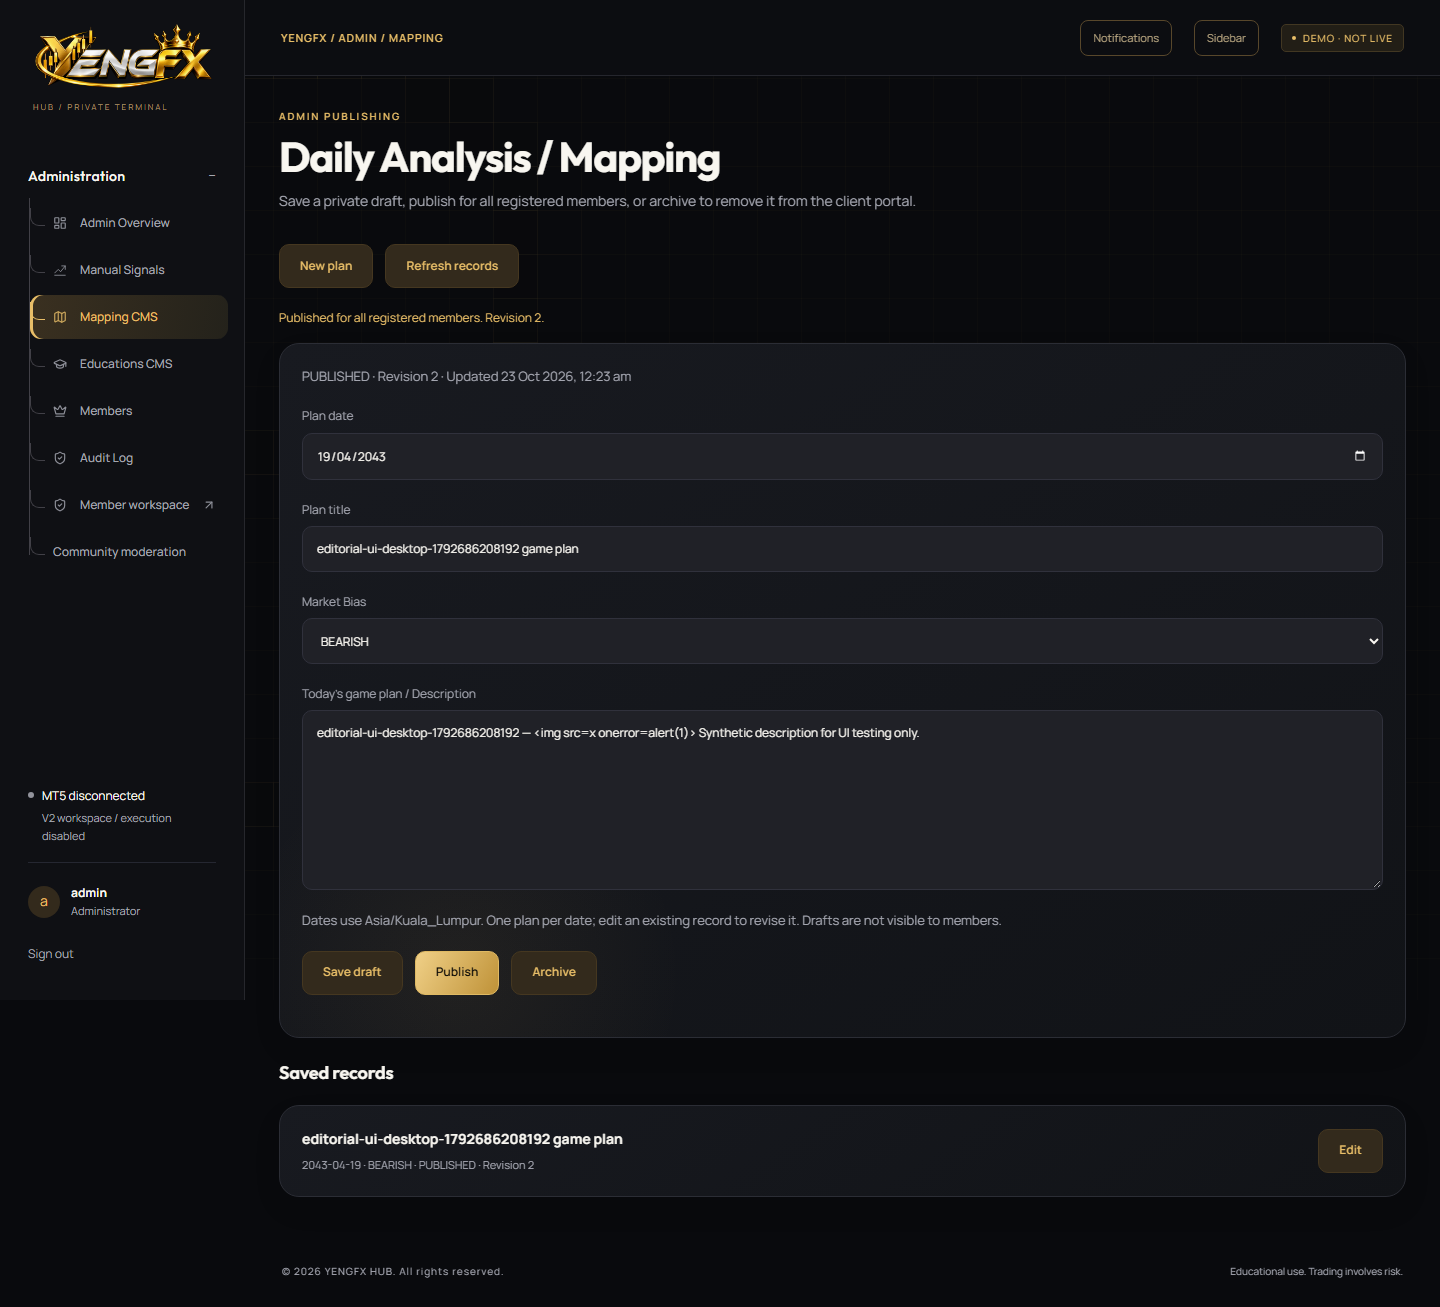 YENGFX
HUB / PRIVATE TERMINAL
Administration
Admin Overview
Manual Signals
Mapping CMS
Educations CMS
Members
Audit Log
Member workspace
Community moderation
MT5 disconnected
V2 workspace / execution
disabled
a
admin
Administrator
Sign out
YENGFX / ADMIN / MAPPING
Notifications
Sidebar
DEMO · NOT LIVE
ADMIN PUBLISHING
Daily Analysis / Mapping
Save a private draft, publish for all registered members, or archive to remove it from the client portal.
New plan
Refresh records
Published for all registered members. Revision 2.
PUBLISHED · Revision 2 · Updated 23 Oct 2026, 12:23 am
Plan date
19/04/2043
Plan title
editorial-ui-desktop-1792686208192 game plan
Market Bias
BEARISH
Today's game plan / Description
editorial-ui-desktop-1792686208192 — <img src=x onerror=alert(1)> Synthetic description for UI testing only.
Dates use Asia/Kuala_Lumpur. One plan per date; edit an existing record to revise it. Drafts are not visible to members.
Save draft
Publish
Archive
Saved records
editorial-ui-desktop-1792686208192 game plan
2043-04-19 · BEARISH · PUBLISHED · Revision 2
Edit
© 2026 YENGFX HUB. All rights reserved.
Educational use. Trading involves risk.